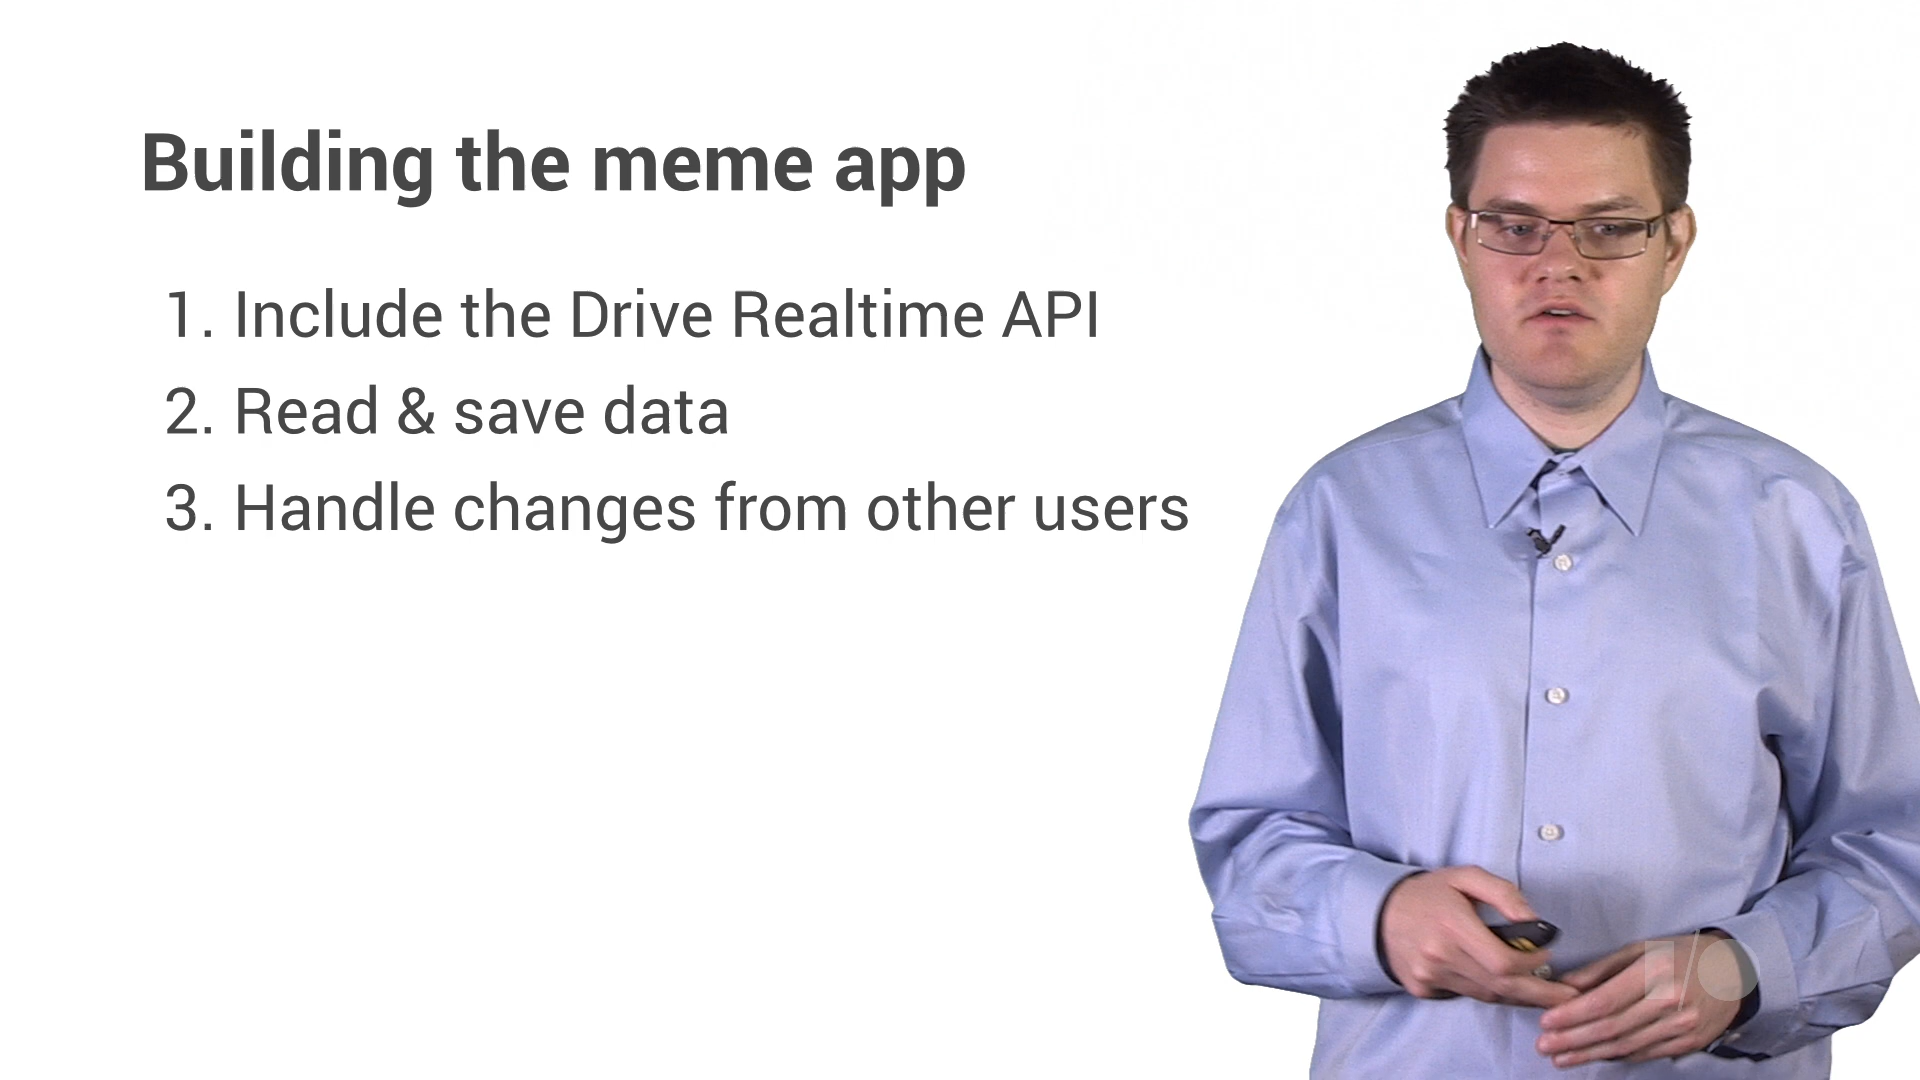 Building the meme app
1. Include the Drive Realtime API
2. Read & save data
3. Handle changes from other users
I/O